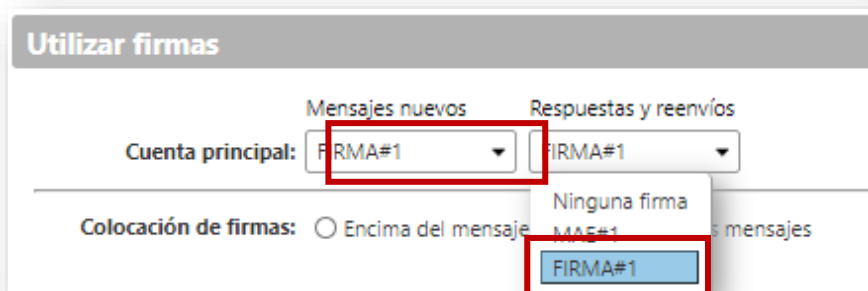 Utilizar firmas
Mensajes nuevos Respuestas y reenvíos
Cuenta principal: FIRMA#1 FIRMA#1
Ninguna firma
Colocación de firmas: Encima del mensaje mensajes
FIRMA#1